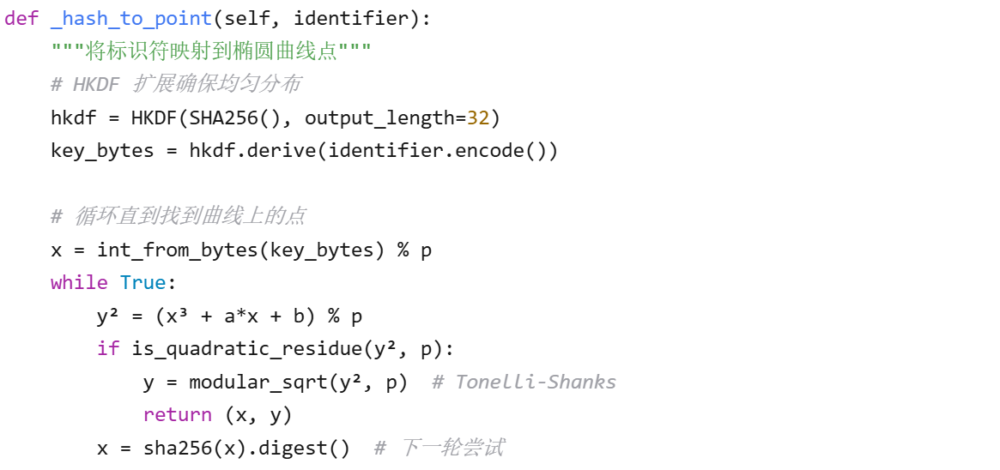 def _hash_to_point(self, identifier):
    """将标识符映射到椭圆曲线点"""
    # HKDF 扩展确保均匀分布
    hkdf = HKDF(SHA256(), output_length=32)
    key_bytes = hkdf.derive(identifier.encode())

    # 循环直到找到曲线上的点
    x = int_from_bytes(key_bytes) % p
    while True:
        y² = (x³ + a*x + b) % p
        if is_quadratic_residue(y², p):
            y = modular_sqrt(y², p)  # Tonelli-Shanks
            return (x, y)
        x = sha256(x).digest()  # 下一轮尝试